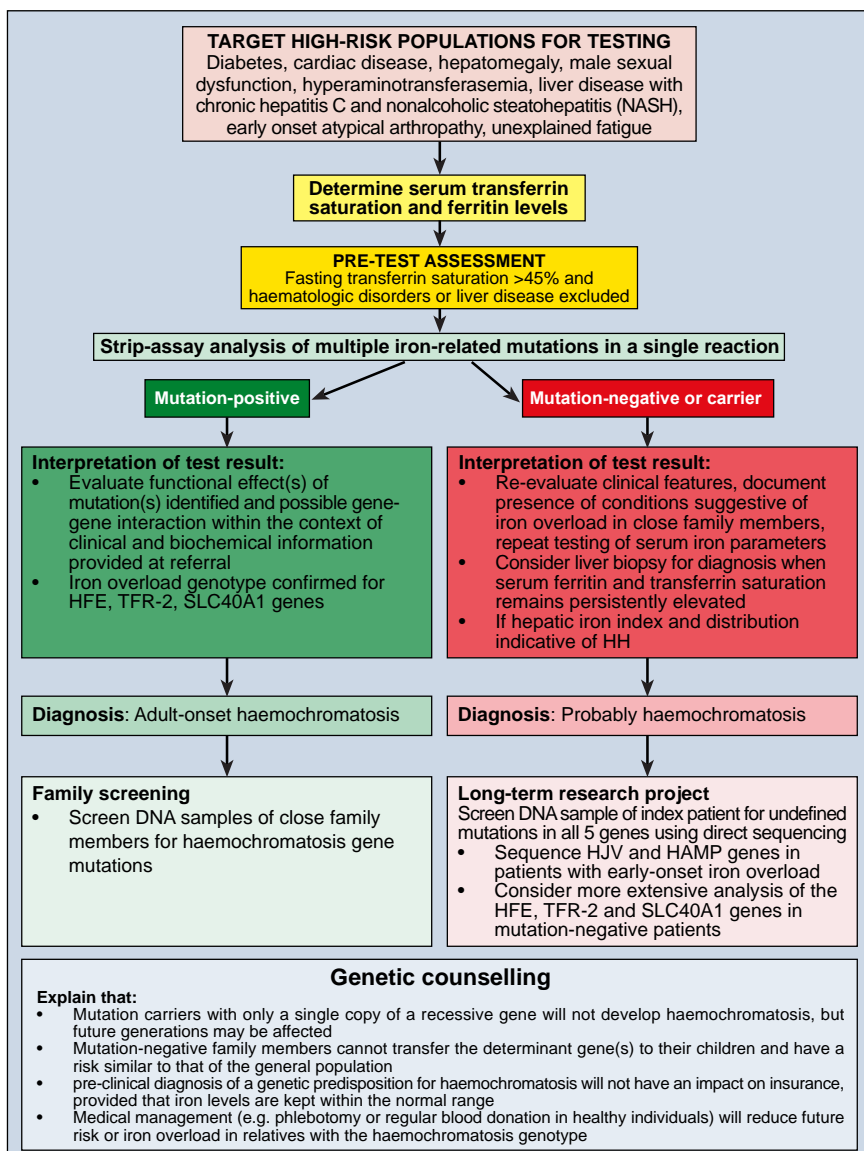 TARGET HIGH-RISK POPULATIONS FOR TESTING
Diabetes, cardiac disease, hepatomegaly, male sexual
dysfunction, hyperaminotransferasemia, liver disease with
chronic hepatitis C and nonalcoholic steatohepatitis (NASH),
early onset atypical arthropathy, unexplained fatigue
Determine serum transferrin
saturation and ferritin levels
PRE-TEST ASSESSMENT
Fasting transferrin saturation >45% and
haematologic disorders or liver disease excluded
Strip-assay analysis of multiple iron-related mutations in a single reaction
Mutation-positive
Mutation-negative or carrier
Interpretation of test result:
• Evaluate functional effect(s) of
mutation(s) identified and possible gene-
gene interaction within the context of
clinical and biochemical information
provided at referral
• Iron overload genotype confirmed for
HFE, TFR-2, SLC40A1 genes
Interpretation of test result:
• Re-evaluate clinical features, document
presence of conditions suggestive of
iron overload in close family members,
repeat testing of serum iron parameters
• Consider liver biopsy for diagnosis when
serum ferritin and transferrin saturation
remains persistently elevated
• If hepatic iron index and distribution
indicative of HH
Diagnosis: Adult-onset haemochromatosis
Diagnosis: Probably haemochromatosis
Family screening
• Screen DNA samples of close family
members for haemochromatosis gene
mutations
Long-term research project
Screen DNA sample of index patient for undefined
mutations in all 5 genes using direct sequencing
• Sequence HJV and HAMP genes in
patients with early-onset iron overload
• Consider more extensive analysis of the
HFE, TFR-2 and SLC40A1 genes in
mutation-negative patients
Genetic counselling
Explain that:
• Mutation carriers with only a single copy of a recessive gene will not develop haemochromatosis, but
future generations may be affected
• Mutation-negative family members cannot transfer the determinant gene(s) to their children and have a
risk similar to that of the general population
• pre-clinical diagnosis of a genetic predisposition for haemochromatosis will not have an impact on insurance,
provided that iron levels are kept within the normal range
• Medical management (e.g. phlebotomy or regular blood donation in healthy individuals) will reduce future
risk or iron overload in relatives with the haemochromatosis genotype